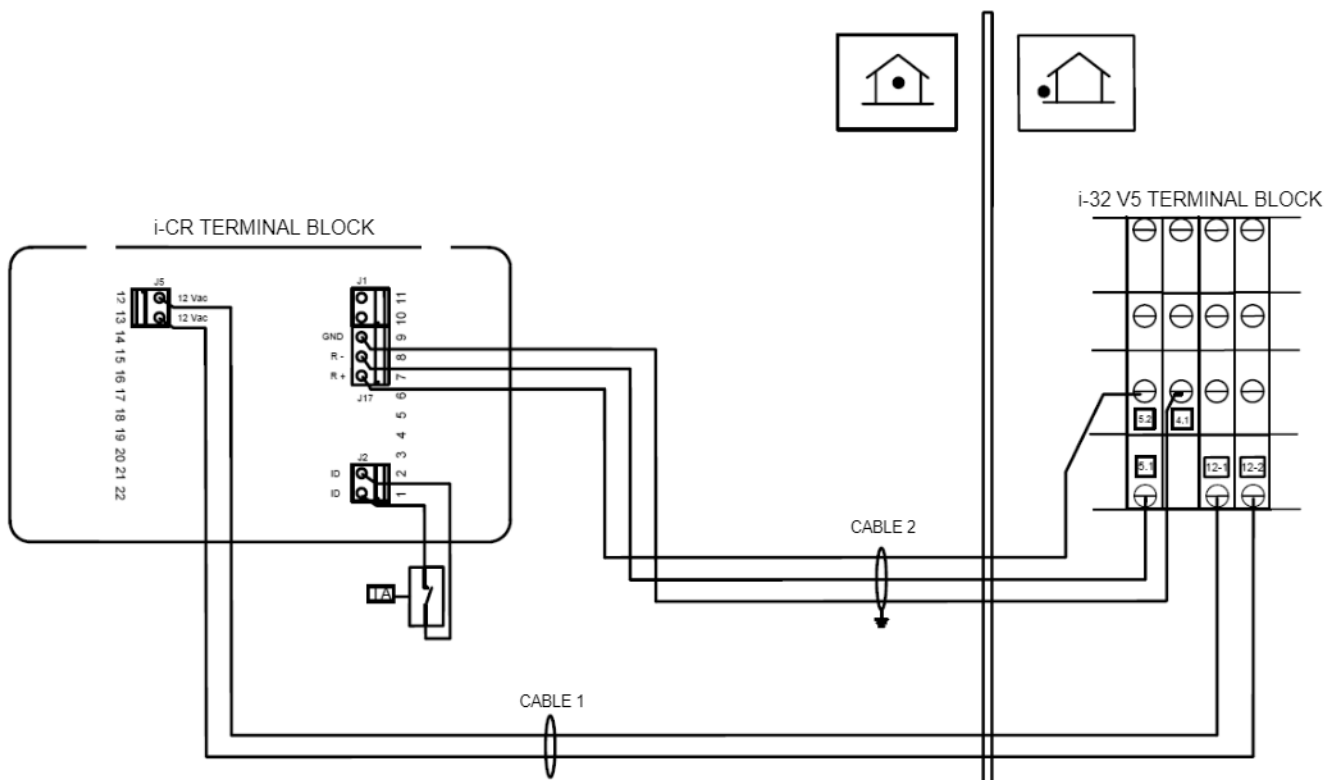 i-32 V5 TERMINAL BLOCK
i-CR TERMINAL BLOCK
J5
12 Vac
12 Vac
12
13
14
15
16
17
18
19
20
21
22
J1
11
10
GND
9
R -
8
R +
7
J17
6
5
4
J2
3
ID
2
ID
1
TA
5.2
4.1
5.1
12-1
12-2
CABLE 2
CABLE 1